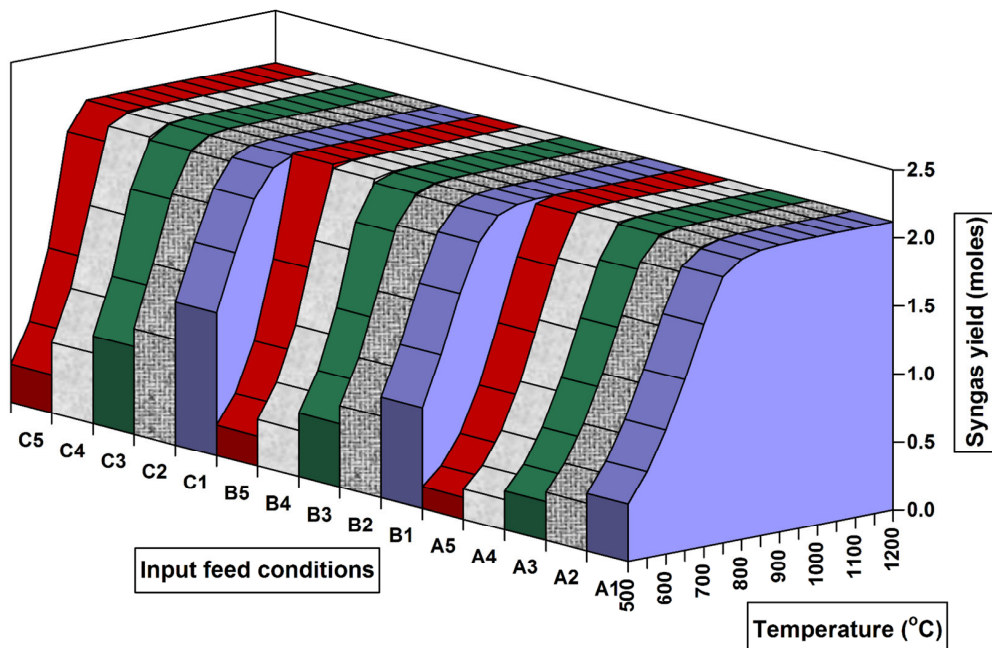 2.5
2.0
1.5
1.0
0.5
0.0
Syngas yield (moles)
C5
C4
C3
C2
C1
B5
B4
B3
B2
B1
A5
A4
A3
A2
A1
Input feed conditions
500
600
700
800
900
1000
1100
1200
Temperature (°C)